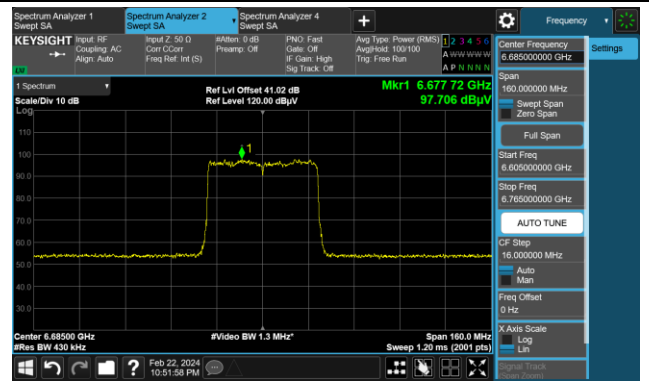 Spectrum Analyzer 1
Swept SA
Spectrum Analyzer 2
Swept SA
Spectrum Analyzer 4
Swept SA
+
Frequency
KEYSIGHT
Input: RF
Coupling: AC
Align: Auto
Input Z: 50 Ω
Corr CCorr
Freq Ref: Int (S)
#Atten: 0 dB
Preamp: Off
PNO: Fast
Gate: Off
IF Gain: High
Sig Track: Off
Avg Type: Power (RMS)
Avg|Hold: 100/100
Trig: Free Run
1 2 3 4 5 6
A W W W W W
A P N N N N
1 Spectrum
Scale/Div 10 dB
Log
Ref Lvl Offset 41.02 dB
Ref Level 120.00 dBµV
Mkr1 6.677 72 GHz
97.706 dBµV
110
100
90.0
80.0
70.0
60.0
50.0
40.0
30.0
1
Center 6.68500 GHz
#Res BW 430 kHz
#Video BW 1.3 MHz*
Span 160.0 MHz
Sweep 1.20 ms (2001 pts)
Center Frequency
6.685000000 GHz
Settings
Span
160.000000 MHz
Swept Span
Zero Span
Full Span
Start Freq
6.605000000 GHz
Stop Freq
6.765000000 GHz
AUTO TUNE
CF Step
16.000000 MHz
Auto
Man
Freq Offset
0 Hz
X Axis Scale
Log
Lin
Signal Track
(Span Zoom)
?
Feb 22, 2024
10:51:58 PM